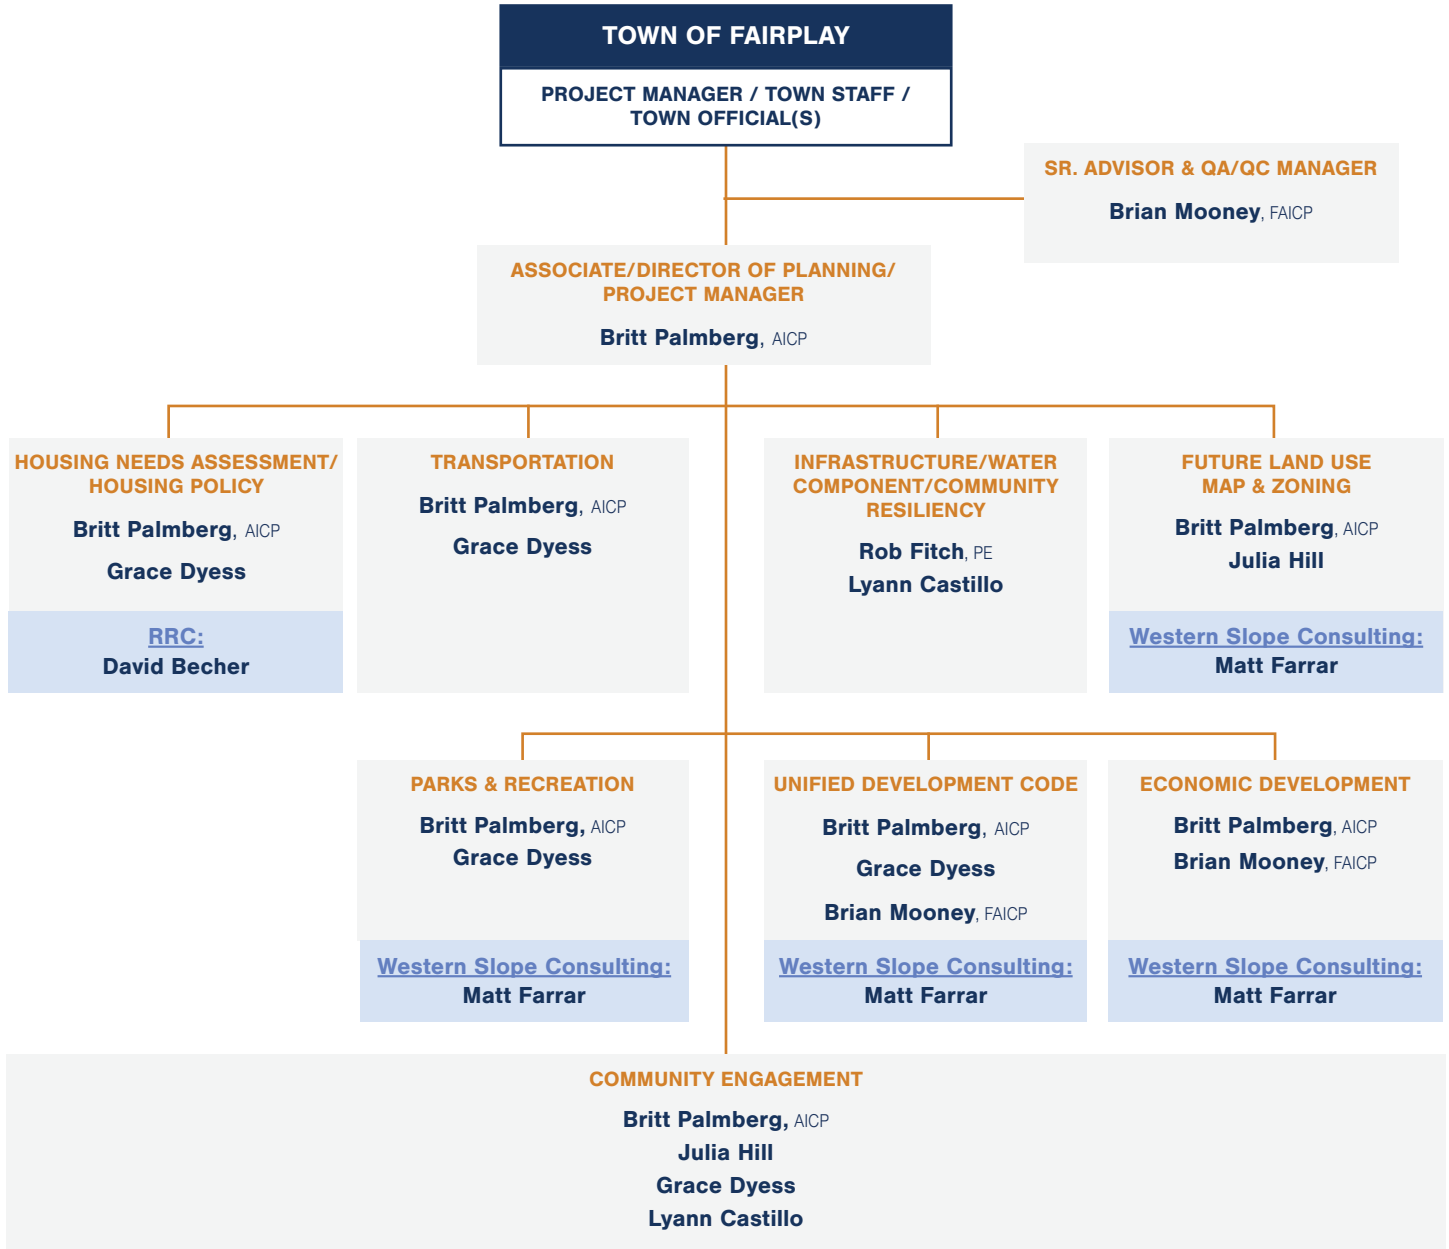 TOWN OF FAIRPLAY
PROJECT MANAGER / TOWN STAFF /
TOWN OFFICIAL(S)
SR. ADVISOR & QA/QC MANAGER
Brian Mooney, FAICP
ASSOCIATE/DIRECTOR OF PLANNING/
PROJECT MANAGER
Britt Palmberg, AICP
HOUSING NEEDS ASSESSMENT/
HOUSING POLICY
Britt Palmberg, AICP
Grace Dyess
RRC:
David Becher
TRANSPORTATION
Britt Palmberg, AICP
Grace Dyess
INFRASTRUCTURE/WATER
COMPONENT/COMMUNITY
RESILIENCY
Rob Fitch, PE
Lyann Castillo
FUTURE LAND USE
MAP & ZONING
Britt Palmberg, AICP
Julia Hill
Western Slope Consulting:
Matt Farrar
PARKS & RECREATION
Britt Palmberg, AICP
Grace Dyess
Western Slope Consulting:
Matt Farrar
UNIFIED DEVELOPMENT CODE
Britt Palmberg, AICP
Grace Dyess
Brian Mooney, FAICP
Western Slope Consulting:
Matt Farrar
ECONOMIC DEVELOPMENT
Britt Palmberg, AICP
Brian Mooney, FAICP
Western Slope Consulting:
Matt Farrar
COMMUNITY ENGAGEMENT
Britt Palmberg, AICP
Julia Hill
Grace Dyess
Lyann Castillo